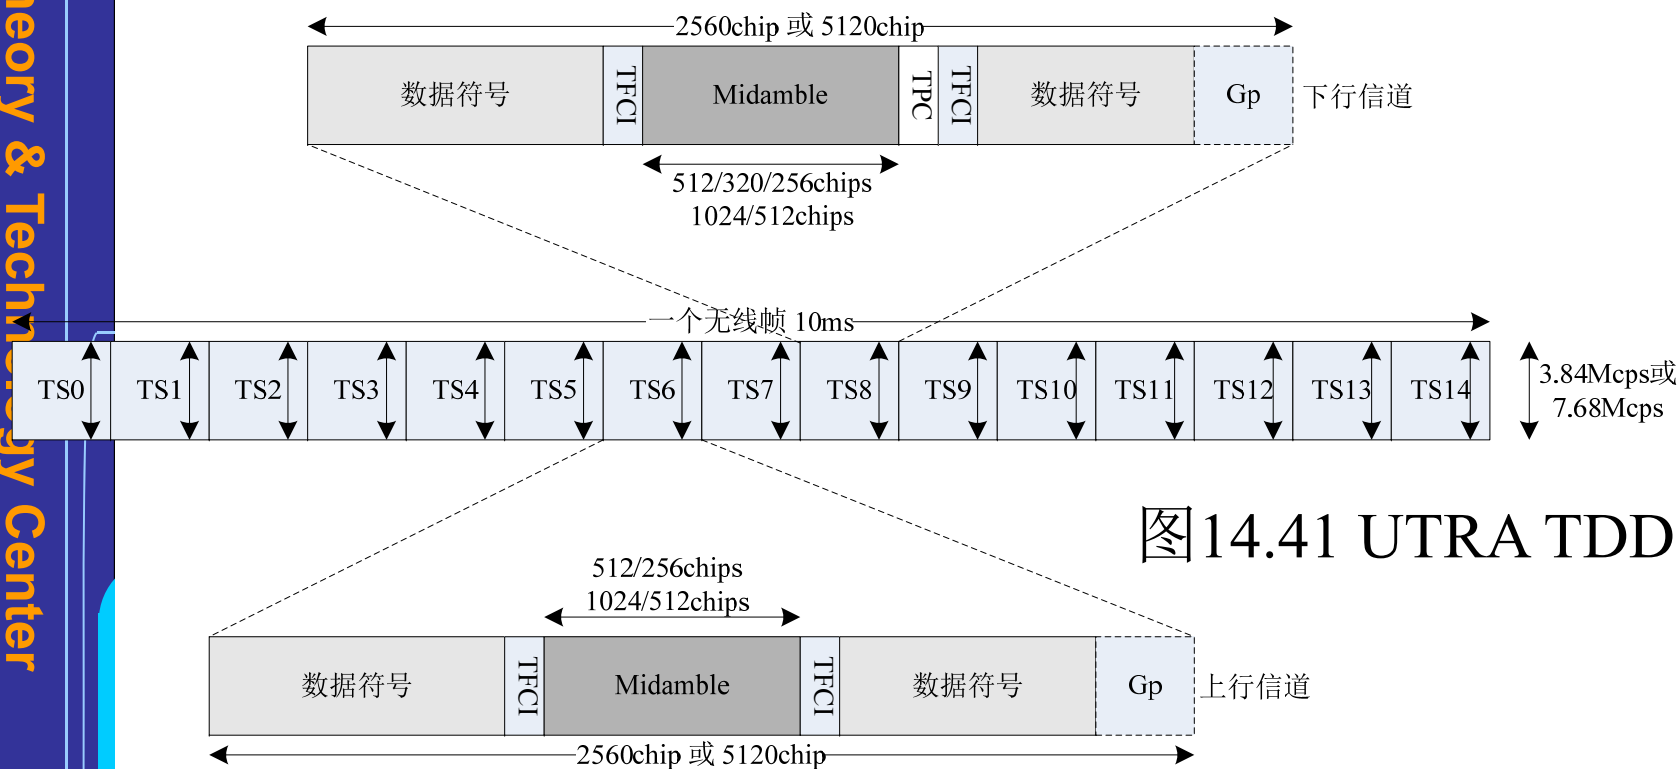 2560chip 或 5120chip
数据符号 TFCI Midamble TPC TFCI 数据符号 Gp 下行信道
512/320/256chips
1024/512chips
一个无线帧 10ms
TS0 TS1 TS2 TS3 TS4 TS5 TS6 TS7 TS8 TS9 TS10 TS11 TS12 TS13 TS14
3.84Mcps或
7.68Mcps
图14.41 UTRA TDD
512/256chips
1024/512chips
数据符号 TFCI Midamble TFCI 数据符号 Gp 上行信道
2560chip 或 5120chip
& Technology Center